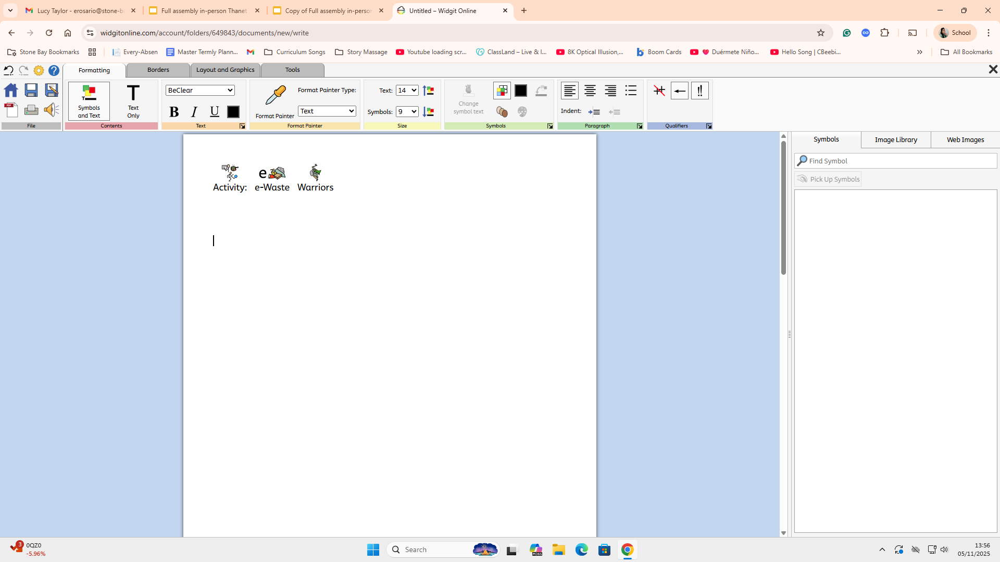 Lucy Taylor - erosario@stone-b
Full assembly in-person Thanet
Copy of Full assembly in-person
Untitled – Widgit Online
widgitonline.com/account/folders/649843/documents/new/write
School
Stone Bay Bookmarks
Every-Absen
Master Termly Plann...
Curriculum Songs
Story Massage
Youtube loading scr...
ClassLand – Live & I...
8K Optical Illusion,...
Boom Cards
Duérmete Niño...
Hello Song | CBeebi...
All Bookmarks
Formatting
Borders
Layout and Graphics
Tools
Symbols and Text
T
Text Only
BeClear
B I U
Format Painter
Format Painter Type:
Text
Text: 14
Symbols: 9
Change symbol text
Indent:
PDF
File
Contents
Text
Format Painter
Size
Symbols
Paragraph
Qualifiers
Symbols
Image Library
Web Images
Find Symbol
Pick Up Symbols
e
Activity: e-Waste Warriors
3
0QZ0
-5.96%
Search
M365
13:56
05/11/2025